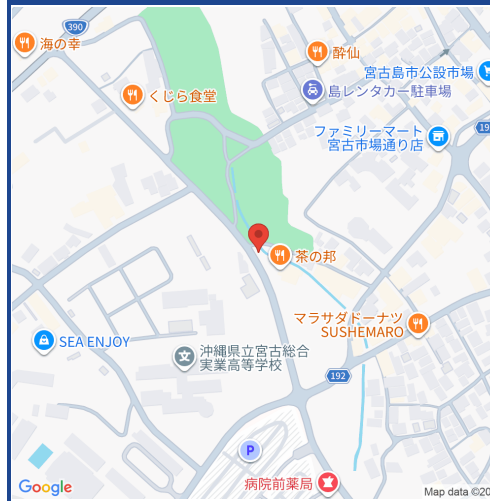 390
海の幸
酔仙
宮古島市公設市場
くじら食堂
島レンタカー駐車場
ファミリーマート
宮古市場通り店
茶の邦
マラサダドーナツ
SUSHEMARO
SEA ENJOY
沖縄県立宮古総合
実業高等学校
192
P
病院前薬局
Google
Map data ©20